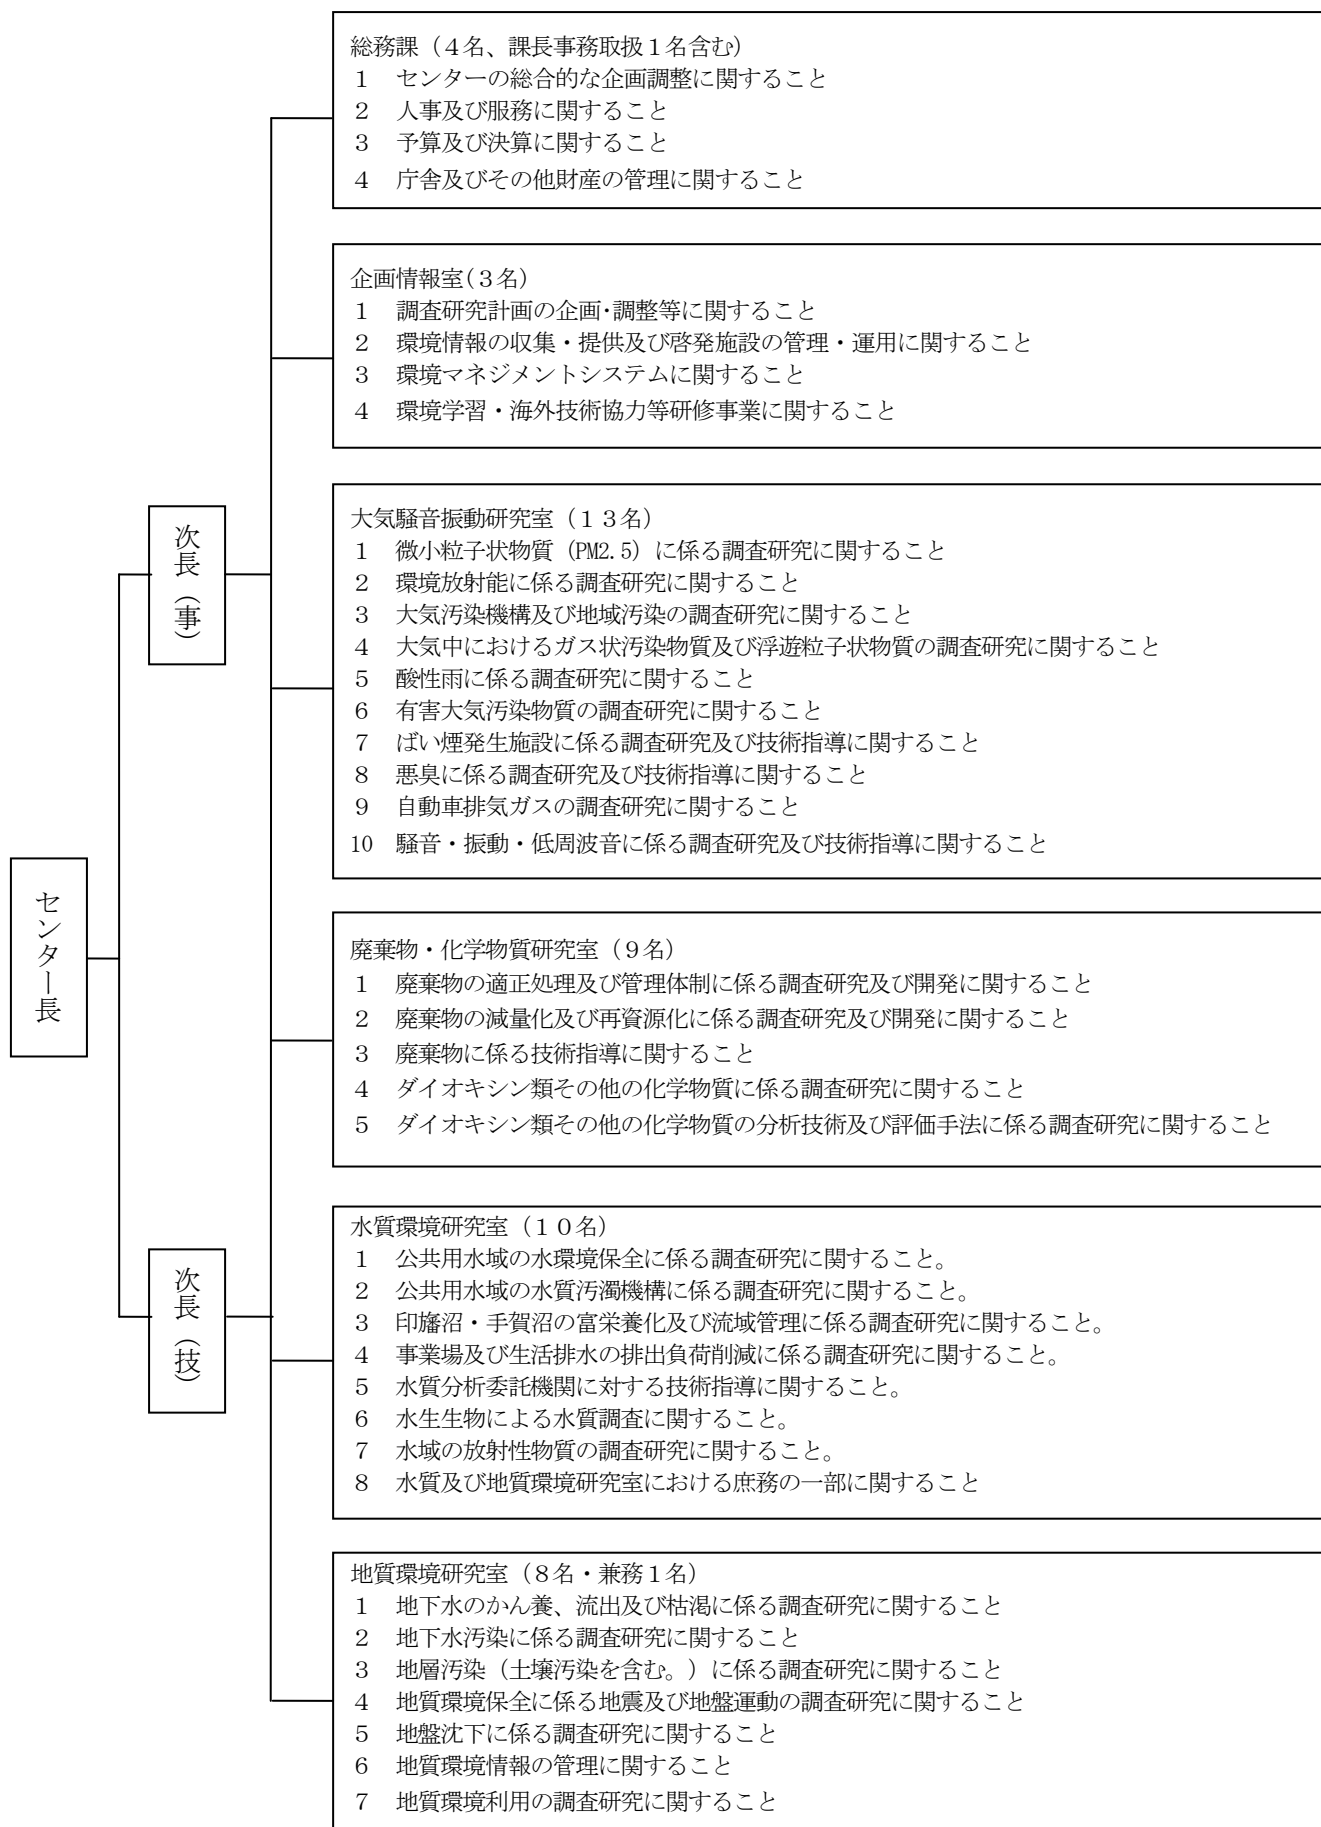 総務課（４名、課長事務取扱１名含む）
１　センターの総合的な企画調整に関すること
２　人事及び服務に関すること
３　予算及び決算に関すること
４　庁舎及びその他財産の管理に関すること
企画情報室(３名)
１　調査研究計画の企画･調整等に関すること
２　環境情報の収集・提供及び啓発施設の管理・運用に関すること
３　環境マネジメントシステムに関すること
４　環境学習・海外技術協力等研修事業に関すること
次長（事）
大気騒音振動研究室（１３名）
１　微小粒子状物質（PM2.5）に係る調査研究に関すること
２　環境放射能に係る調査研究に関すること
３　大気汚染機構及び地域汚染の調査研究に関すること
４　大気中におけるガス状汚染物質及び浮遊粒子状物質の調査研究に関すること
５　酸性雨に係る調査研究に関すること
６　有害大気汚染物質の調査研究に関すること
７　ばい煙発生施設に係る調査研究及び技術指導に関すること
８　悪臭に係る調査研究及び技術指導に関すること
９　自動車排気ガスの調査研究に関すること
10　騒音・振動・低周波音に係る調査研究及び技術指導に関すること
センター長
廃棄物・化学物質研究室（９名）
１　廃棄物の適正処理及び管理体制に係る調査研究及び開発に関すること
２　廃棄物の減量化及び再資源化に係る調査研究及び開発に関すること
３　廃棄物に係る技術指導に関すること
４　ダイオキシン類その他の化学物質に係る調査研究に関すること
５　ダイオキシン類その他の化学物質の分析技術及び評価手法に係る調査研究に関すること
次長（技）
水質環境研究室（１０名）
１　公共用水域の水環境保全に係る調査研究に関すること。
２　公共用水域の水質汚濁機構に係る調査研究に関すること。
３　印旛沼・手賀沼の富栄養化及び流域管理に係る調査研究に関すること。
４　事業場及び生活排水の排出負荷削減に係る調査研究に関すること。
５　水質分析委託機関に対する技術指導に関すること。
６　水生生物による水質調査に関すること。
７　水域の放射性物質の調査研究に関すること。
８　水質及び地質環境研究室における庶務の一部に関すること
地質環境研究室（８名・兼務１名）
１　地下水のかん養、流出及び枯渇に係る調査研究に関すること
２　地下水汚染に係る調査研究に関すること
３　地層汚染（土壌汚染を含む。）に係る調査研究に関すること
４　地質環境保全に係る地震及び地盤運動の調査研究に関すること
５　地盤沈下に係る調査研究に関すること
６　地質環境情報の管理に関すること
７　地質環境利用の調査研究に関すること